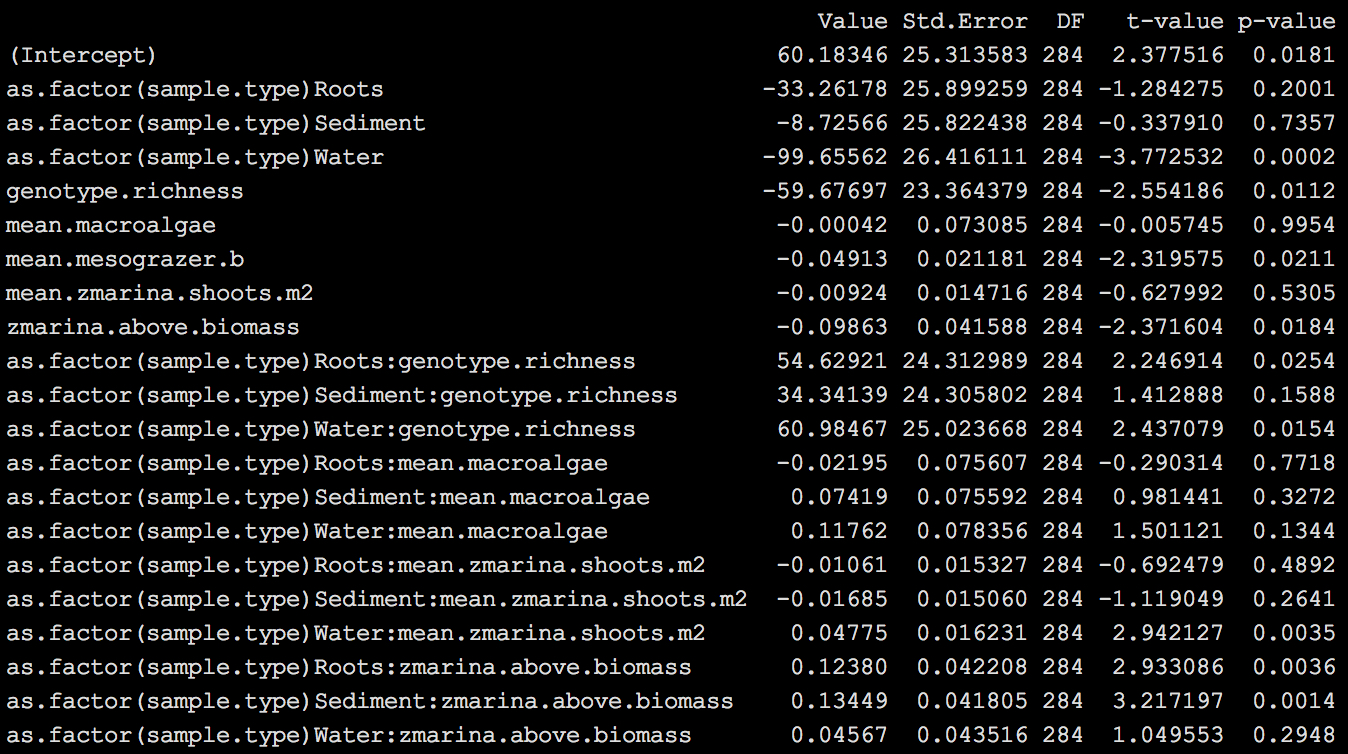 Value Std.Error DF t-value p-value
(Intercept) 60.18346 25.313583 284 2.377516 0.0181
as.factor(sample.type)Roots -33.26178 25.899259 284 -1.284275 0.2001
as.factor(sample.type)Sediment -8.72566 25.822438 284 -0.337910 0.7357
as.factor(sample.type)Water -99.65562 26.416111 284 -3.772532 0.0002
genotype.richness -59.67697 23.364379 284 -2.554186 0.0112
mean.macroalgae -0.00042 0.073085 284 -0.005745 0.9954
mean.mesograzer.b -0.04913 0.021181 284 -2.319575 0.0211
mean.zmarina.shoots.m2 -0.00924 0.014716 284 -0.627992 0.5305
zmarina.above.biomass -0.09863 0.041588 284 -2.371604 0.0184
as.factor(sample.type)Roots:genotype.richness 54.62921 24.312989 284 2.246914 0.0254
as.factor(sample.type)Sediment:genotype.richness 34.34139 24.305802 284 1.412888 0.1588
as.factor(sample.type)Water:genotype.richness 60.98467 25.023668 284 2.437079 0.0154
as.factor(sample.type)Roots:mean.macroalgae -0.02195 0.075607 284 -0.290314 0.7718
as.factor(sample.type)Sediment:mean.macroalgae 0.07419 0.075592 284 0.981441 0.3272
as.factor(sample.type)Water:mean.macroalgae 0.11762 0.078356 284 1.501121 0.1344
as.factor(sample.type)Roots:mean.zmarina.shoots.m2 -0.01061 0.015327 284 -0.692479 0.4892
as.factor(sample.type)Sediment:mean.zmarina.shoots.m2 -0.01685 0.015060 284 -1.119049 0.2641
as.factor(sample.type)Water:mean.zmarina.shoots.m2 0.04775 0.016231 284 2.942127 0.0035
as.factor(sample.type)Roots:zmarina.above.biomass 0.12380 0.042208 284 2.933086 0.0036
as.factor(sample.type)Sediment:zmarina.above.biomass 0.13449 0.041805 284 3.217197 0.0014
as.factor(sample.type)Water:zmarina.above.biomass 0.04567 0.043516 284 1.049553 0.2948